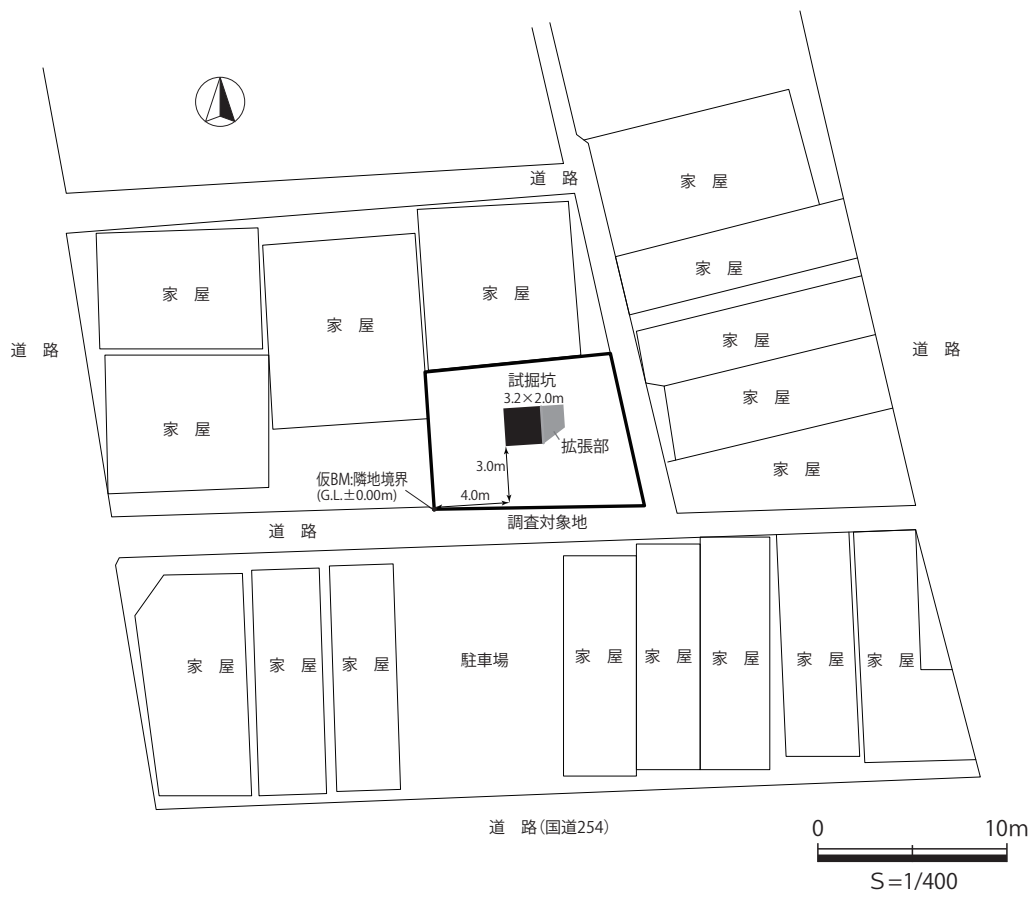 道 路
家 屋
家 屋
家 屋
家 屋
家 屋
道 路
家 屋
道 路
試掘坑
3.2×2.0m
家 屋
家 屋
拡張部
家 屋
3.0m
仮BM:隣地境界
(G.L.±0.00m)
4.0m
調査対象地
道 路
家 屋
家 屋
家 屋
駐車場
家 屋
家 屋
家 屋
家 屋
家 屋
道 路(国道254)
0 10m
S=1/400